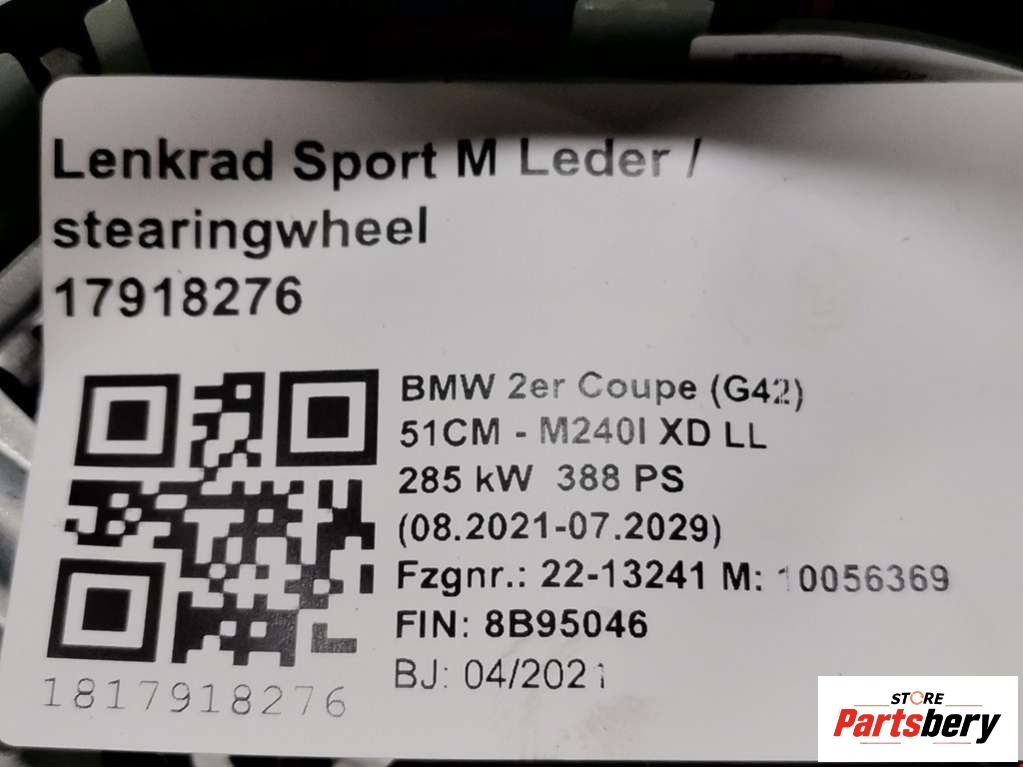 Lenkrad Sport M Leder /
stearingwheel
17918276
BMW 2er Coupe (G42)
51CM - M240I XD LL
285 kW 388 PS
(08.2021-07.2029)
Fzgnr.: 22-13241 M: 10056369
FIN: 8B95046
BJ: 04/2021
1817918276
STORE
Partsbery